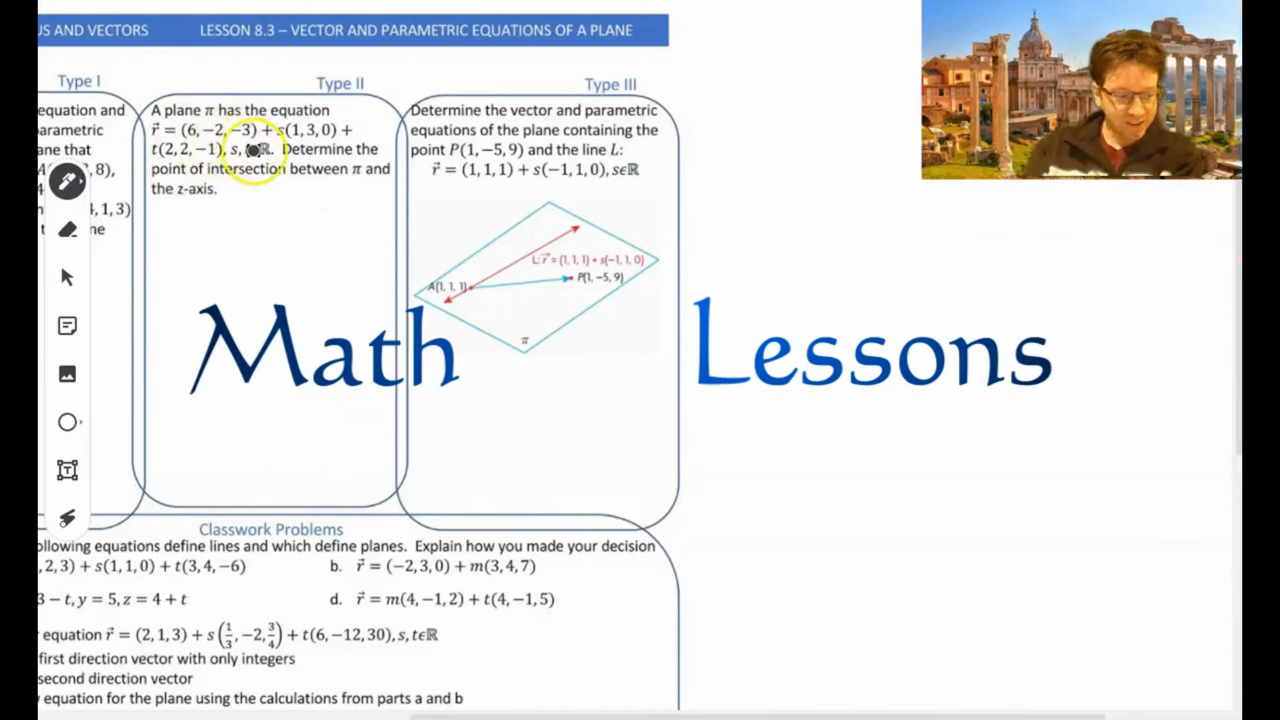 US AND VECTORS LESSON 8.3 – VECTOR AND PARAMETRIC EQUATIONS OF A PLANE
Type I
equation and
parametric
ane that
8),
4, 1, 3)
Type II
A plane π has the equation
r⃗ = (6, −2, −3) + s(1, 3, 0) +
t(2, 2, −1), s, ℝ. Determine the
point of intersection between π and
the z-axis.
Type III
Determine the vector and parametric
equations of the plane containing the
point P(1, −5, 9) and the line L:
r⃗ = (1, 1, 1) + s(−1, 1, 0), sϵℝ
L: r⃗ = (1, 1, 1) + s(−1, 1, 0)
A(1, 1, 1)
P(1, −5, 9)
π
Math Lessons
Classwork Problems
ollowing equations define lines and which define planes. Explain how you made your decision
, 2, 3) + s(1, 1, 0) + t(3, 4, −6) b. r⃗ = (−2, 3, 0) + m(3, 4, 7)
3 − t, y = 5, z = 4 + t d. r⃗ = m(4, −1, 2) + t(4, −1, 5)
equation r⃗ = (2, 1, 3) + s(1/3, −2, 3/4) + t(6, −12, 30), s, tϵℝ
first direction vector with only integers
second direction vector
equation for the plane using the calculations from parts a and b